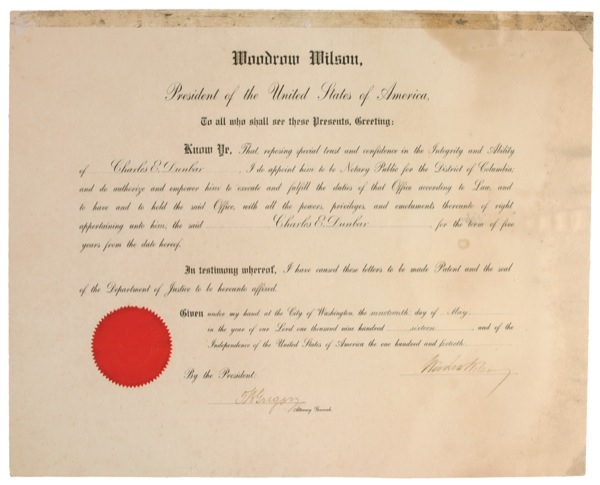 Woodrow Wilson,
President of the United States of America,
To all who shall see these Presents, Greeting:
Know Ye, That, reposing special trust and confidence in the Integrity and Ability
of Charles E. Dunbar, I do appoint him to be Notary Public for the District of Columbia;
and do authorize and empower him to execute and fulfill the duties of that Office according to Law, and
to have and to hold the said Office, with all the powers, privileges, and emoluments thereunto of right
appertaining unto him, the said Charles E. Dunbar, for the term of five
years from the date hereof.
In testimony whereof, I have caused these letters to be made Patent and the seal
of the Department of Justice to be hereunto affixed.
Given under my hand at the City of Washington, the nineteenth day of May
in the year of our Lord one thousand nine hundred sixteen, and of the
Independence of the United States of America the one hundred and fortieth.
Woodrow Wilson
By the President:
T W Gregory
Attorney General.